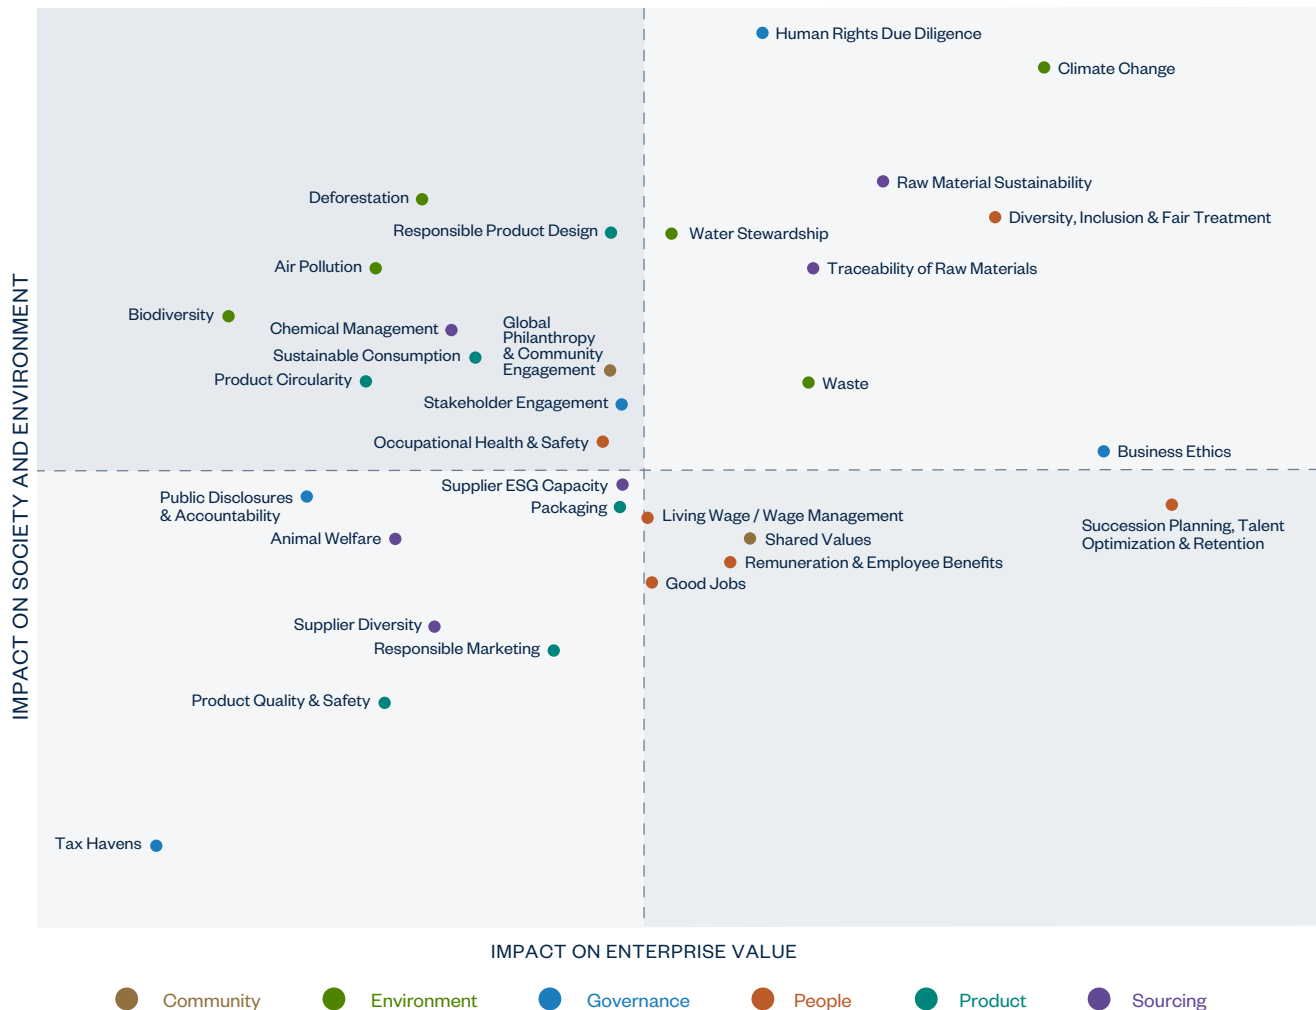 Human Rights Due Diligence
Climate Change
Raw Material Sustainability
Deforestation
Diversity, Inclusion & Fair Treatment
Responsible Product Design
Water Stewardship
Air Pollution
Traceability of Raw Materials
Biodiversity
Chemical Management
Global
Philanthropy
& Community
Engagement
Sustainable Consumption
Product Circularity
Waste
Stakeholder Engagement
Occupational Health & Safety
Business Ethics
IMPACT ON SOCIETY AND ENVIRONMENT
Supplier ESG Capacity
Public Disclosures
& Accountability
Packaging
Living Wage / Wage Management
Succession Planning, Talent
Optimization & Retention
Animal Welfare
Shared Values
Remuneration & Employee Benefits
Good Jobs
Supplier Diversity
Responsible Marketing
Product Quality & Safety
Tax Havens
IMPACT ON ENTERPRISE VALUE
Community
Environment
Governance
People
Product
Sourcing